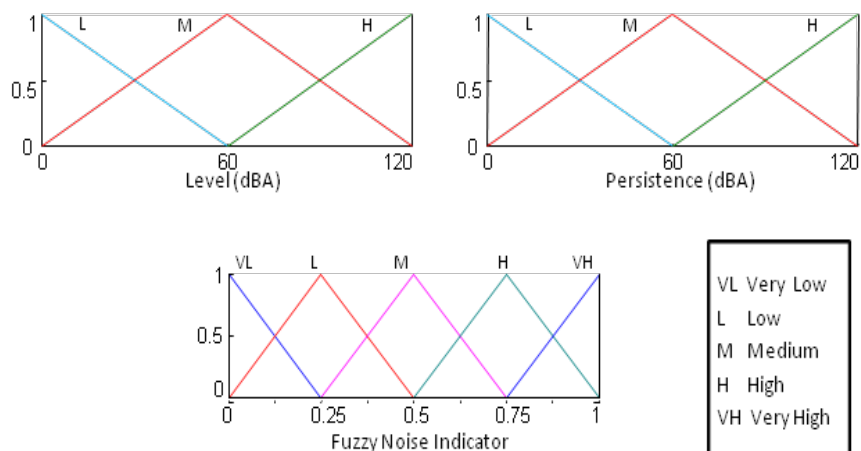 1 L M H
0.5
0
0 60 120
Level (dBA)
1 L M H
0.5
0
0 60 120
Persistence (dBA)
VL L M H VH
1
0.5
0
0 0.25 0.5 0.75 1
Fuzzy Noise Indicator
VL Very Low
L Low
M Medium
H High
VH Very High